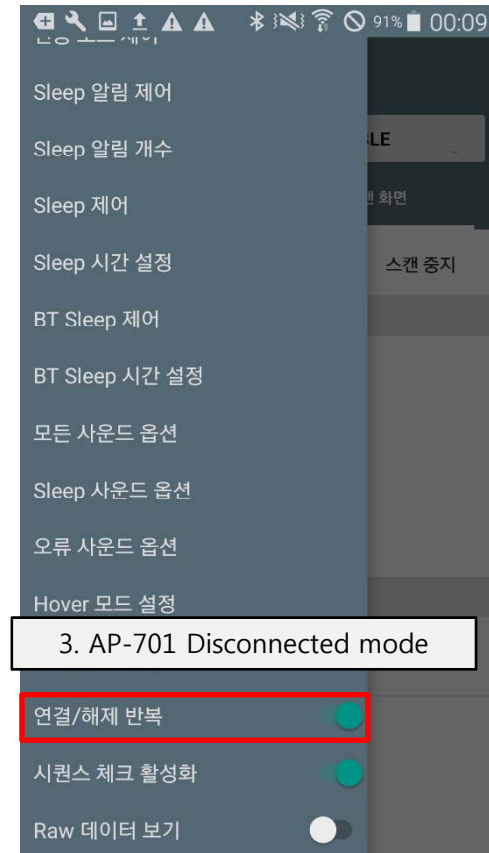 91% 00:09
Sleep 알림 제어
Sleep 알림 개수
BLE
Sleep 제어
화면
Sleep 시간 설정
스캔 중지
BT Sleep 제어
BT Sleep 시간 설정
모든 사운드 옵션
Sleep 사운드 옵션
오류 사운드 옵션
Hover 모드 설정
3. AP-701 Disconnected mode
연결/해제 반복
시퀀스 체크 활성화
Raw 데이터 보기